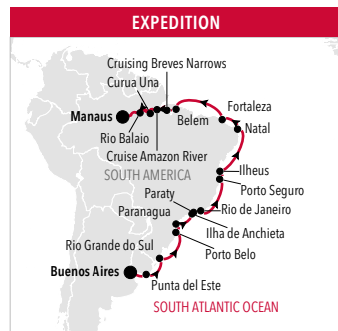 EXPEDITION
Cruising Breves Narrows
Curua Una
Manaus
Fortaleza
Belem
Natal
Rio Balaio
Cruise Amazon River
SOUTH AMERICA
Ilheus
Porto Seguro
Paraty
Paranagua
Rio de Janeiro
Ilha de Anchieta
Rio Grande do Sul
Porto Belo
Buenos Aires
Punta del Este
SOUTH ATLANTIC OCEAN